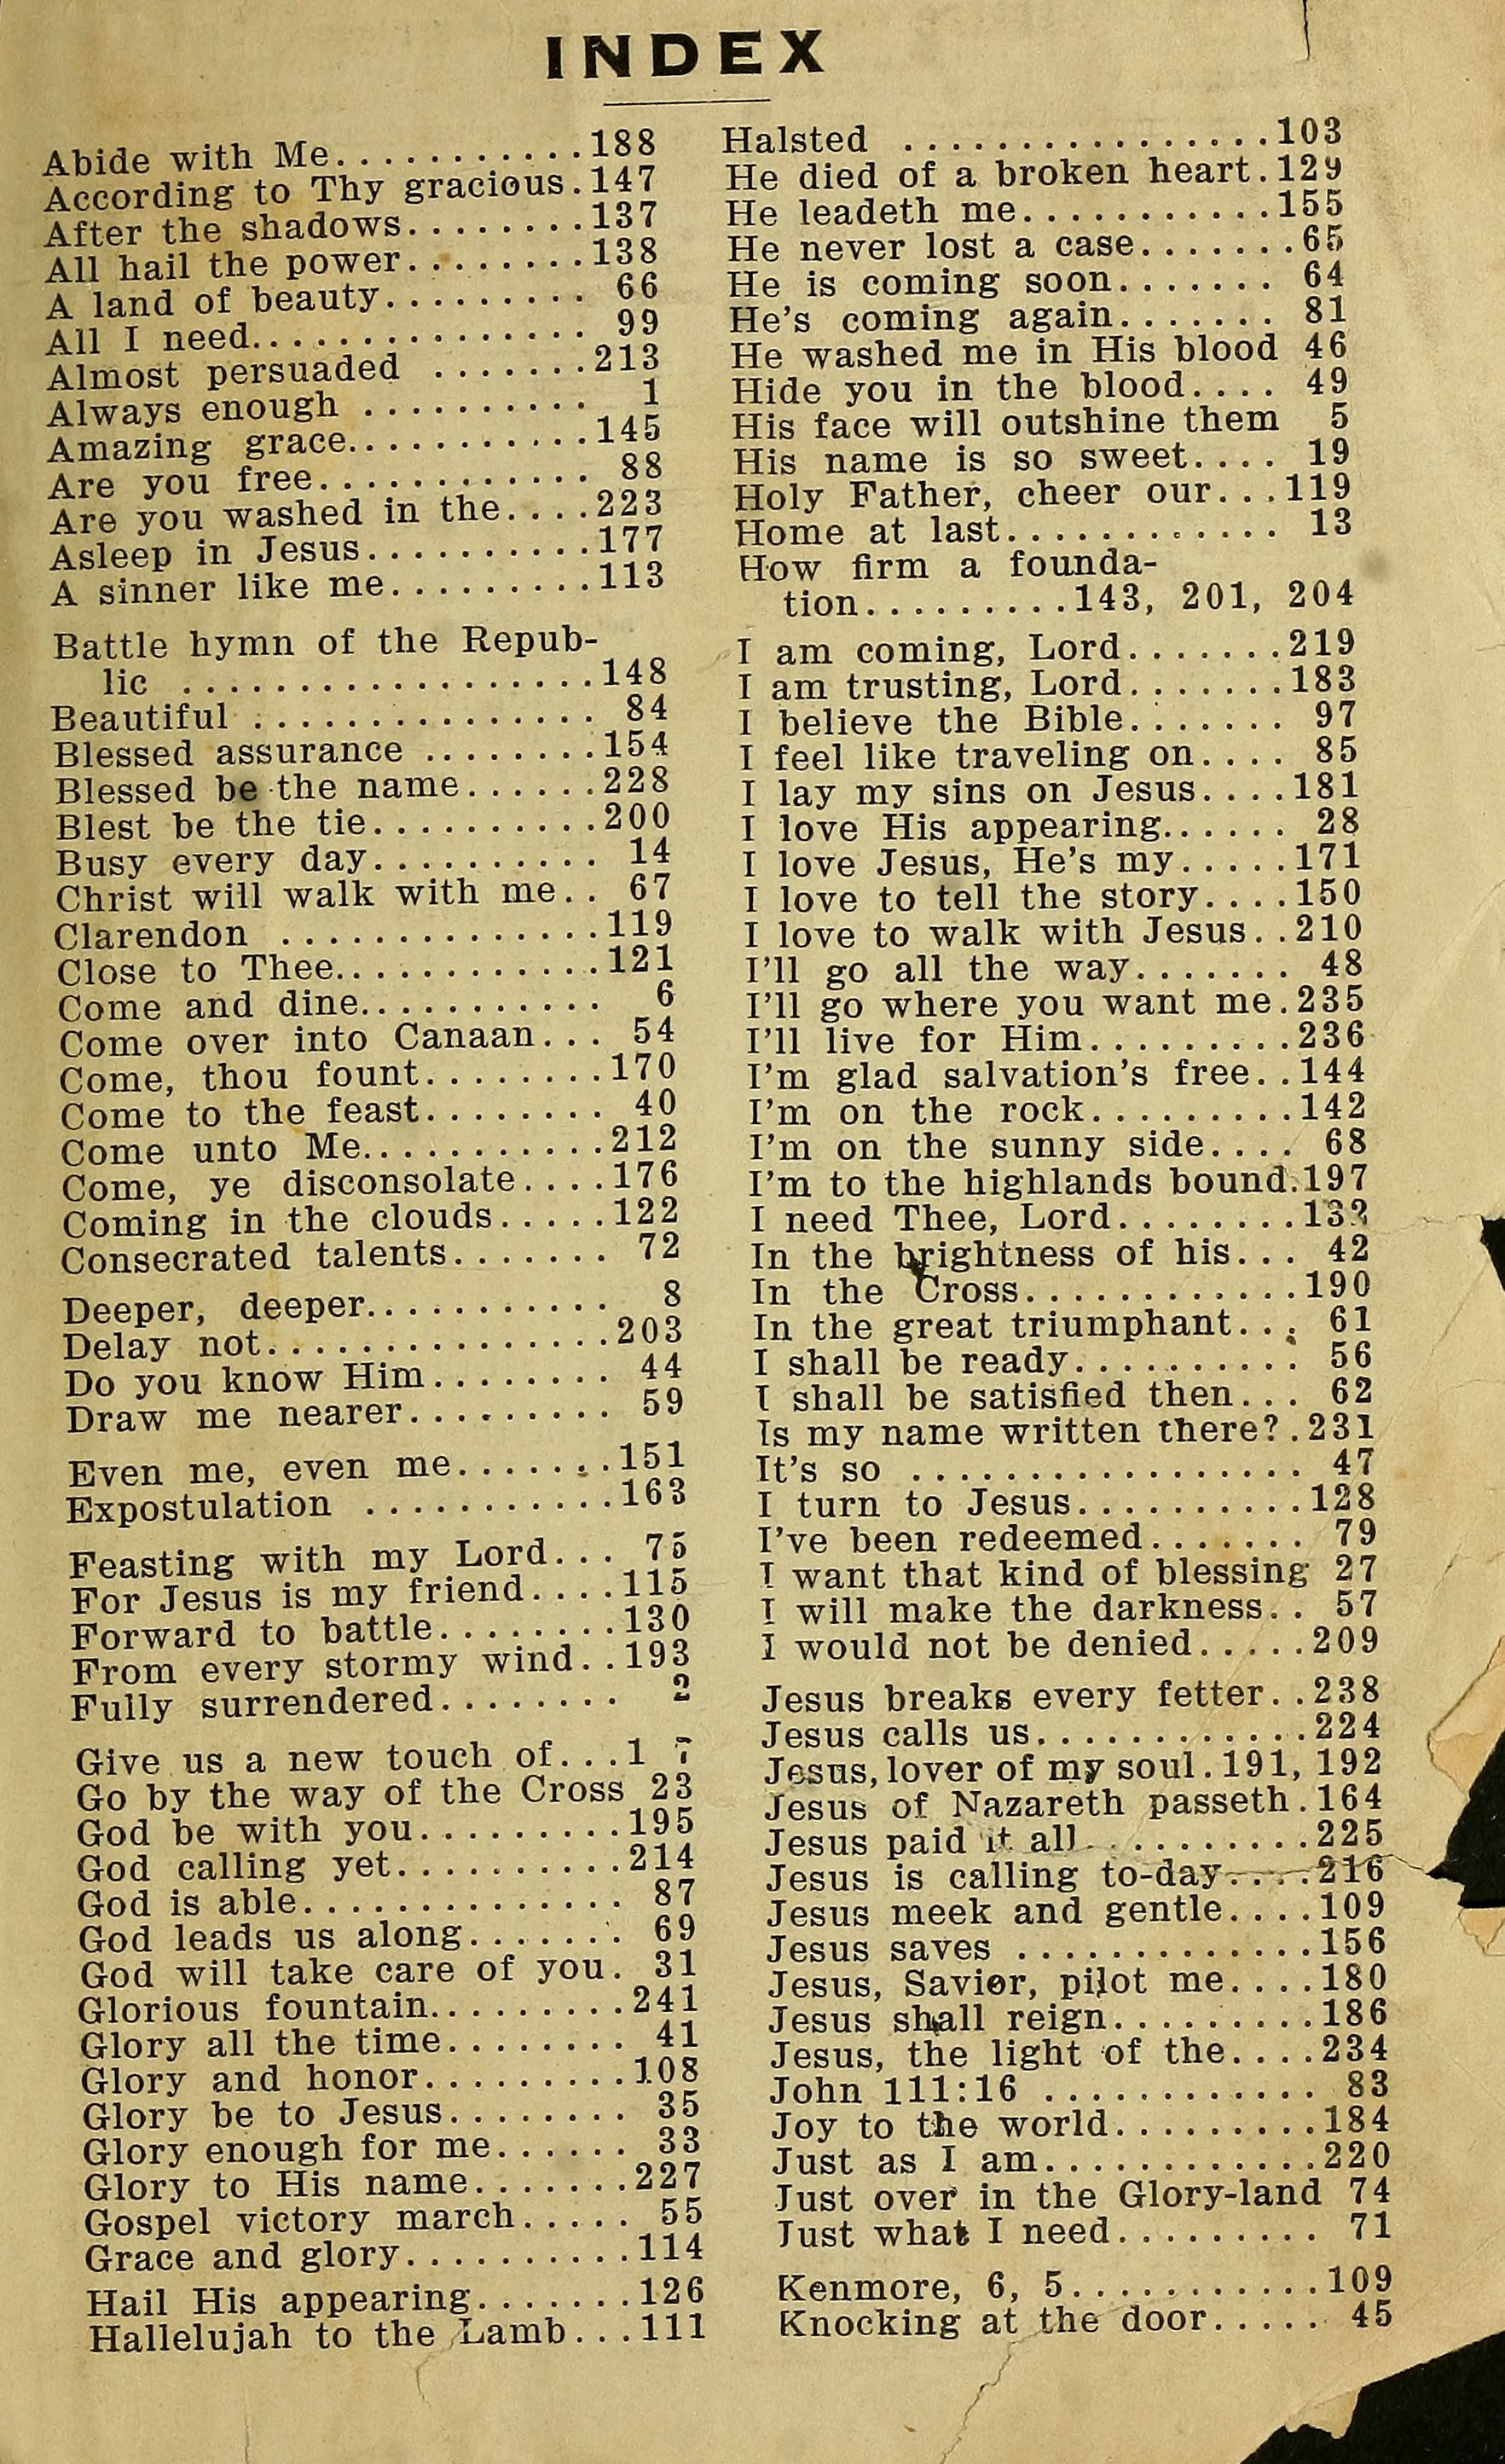 INDEX
Abide with Me...........188
According to Thy gracious.147
After the shadows........137
All hail the power........138
A land of beauty......... 66
All I need............... 99
Almost persuaded .......213
Always enough .......... 1
Amazing grace...........145
Are you free............ 88
Are you washed in the....223
Asleep in Jesus..........177
A sinner like me.........113
Battle hymn of the Repub-
lic ...................148
Beautiful ............... 84
Blessed assurance ........154
Blessed be the name......228
Blest be the tie..........200
Busy every day.......... 14
Christ will walk with me.. 67
Clarendon ..............119
Close to Thee............121
Come and dine........... 6
Come over into Canaan... 54
Come, thou fount........170
Come to the feast........ 40
Come unto Me...........212
Come, ye disconsolate....176
Coming in the clouds.....122
Consecrated talents....... 72
Deeper, deeper........... 8
Delay not...............203
Do you know Him........ 44
Draw me nearer......... 59
Even me, even me.......151
Expostulation ...........163
Feasting with my Lord... 75
For Jesus is my friend....115
Forward to battle........130
From every stormy wind..193
Fully surrendered........ 2
Give us a new touch of...
Go by the way of the Cross 23
God be with you.........195
God calling yet..........214
God is able.............. 87
God leads us along....... 69
God will take care of you. 31
Glorious fountain.........241
Glory all the time........ 41
Glory and honor.........108
Glory be to Jesus........ 35
Glory enough for me...... 33
Glory to His name.......227
Gospel victory march..... 55
Grace and glory..........114
Hail His appearing.......126
Hallelujah to the Lamb...111
Halsted ................103
He died of a broken heart.129
He leadeth me...........155
He never lost a case.......65
He is coming soon....... 64
He's coming again....... 81
He washed me in His blood 46
Hide you in the blood.... 49
His face will outshine them 5
His name is so sweet.... 19
Holy Father, cheer our...119
Home at last............ 13
How firm a founda-
tion.........143, 201, 204
I am coming, Lord.......219
I am trusting, Lord.......183
I believe the Bible....... 97
I feel like traveling on.... 85
I lay my sins on Jesus....181
I love His appearing...... 28
I love Jesus, He's my.....171
I love to tell the story....150
I love to walk with Jesus..210
I'll go all the way....... 48
I'll go where you want me.235
I'll live for Him.........236
I'm glad salvation's free..144
I'm on the rock.........142
I'm on the sunny side.... 68
I'm to the highlands bound.197
I need Thee, Lord........
In the brightness of his... 42
In the Cross............190
In the great triumphant... 61
I shall be ready.......... 56
I shall be satisfied then... 62
Is my name written there?.231
It's so .................. 47
I turn to Jesus..........128
I've been redeemed....... 79
I want that kind of blessing 27
I will make the darkness.. 57
I would not be denied.....209
Jesus breaks every fetter..238
Jesus calls us............224
Jesus, lover of my soul.191, 192
Jesus of Nazareth passeth.164
Jesus paid it all..........225
Jesus is calling to-day....216
Jesus meek and gentle....109
Jesus saves .............156
Jesus, Savior, pilot me....180
Jesus shall reign.........186
Jesus, the light of the....234
John 111:16 ............ 83
Joy to the world.........184
Just as I am............220
Just over in the Glory-land 74
Just what I need......... 71
Kenmore, 6, 5...........109
Knocking at the door..... 45